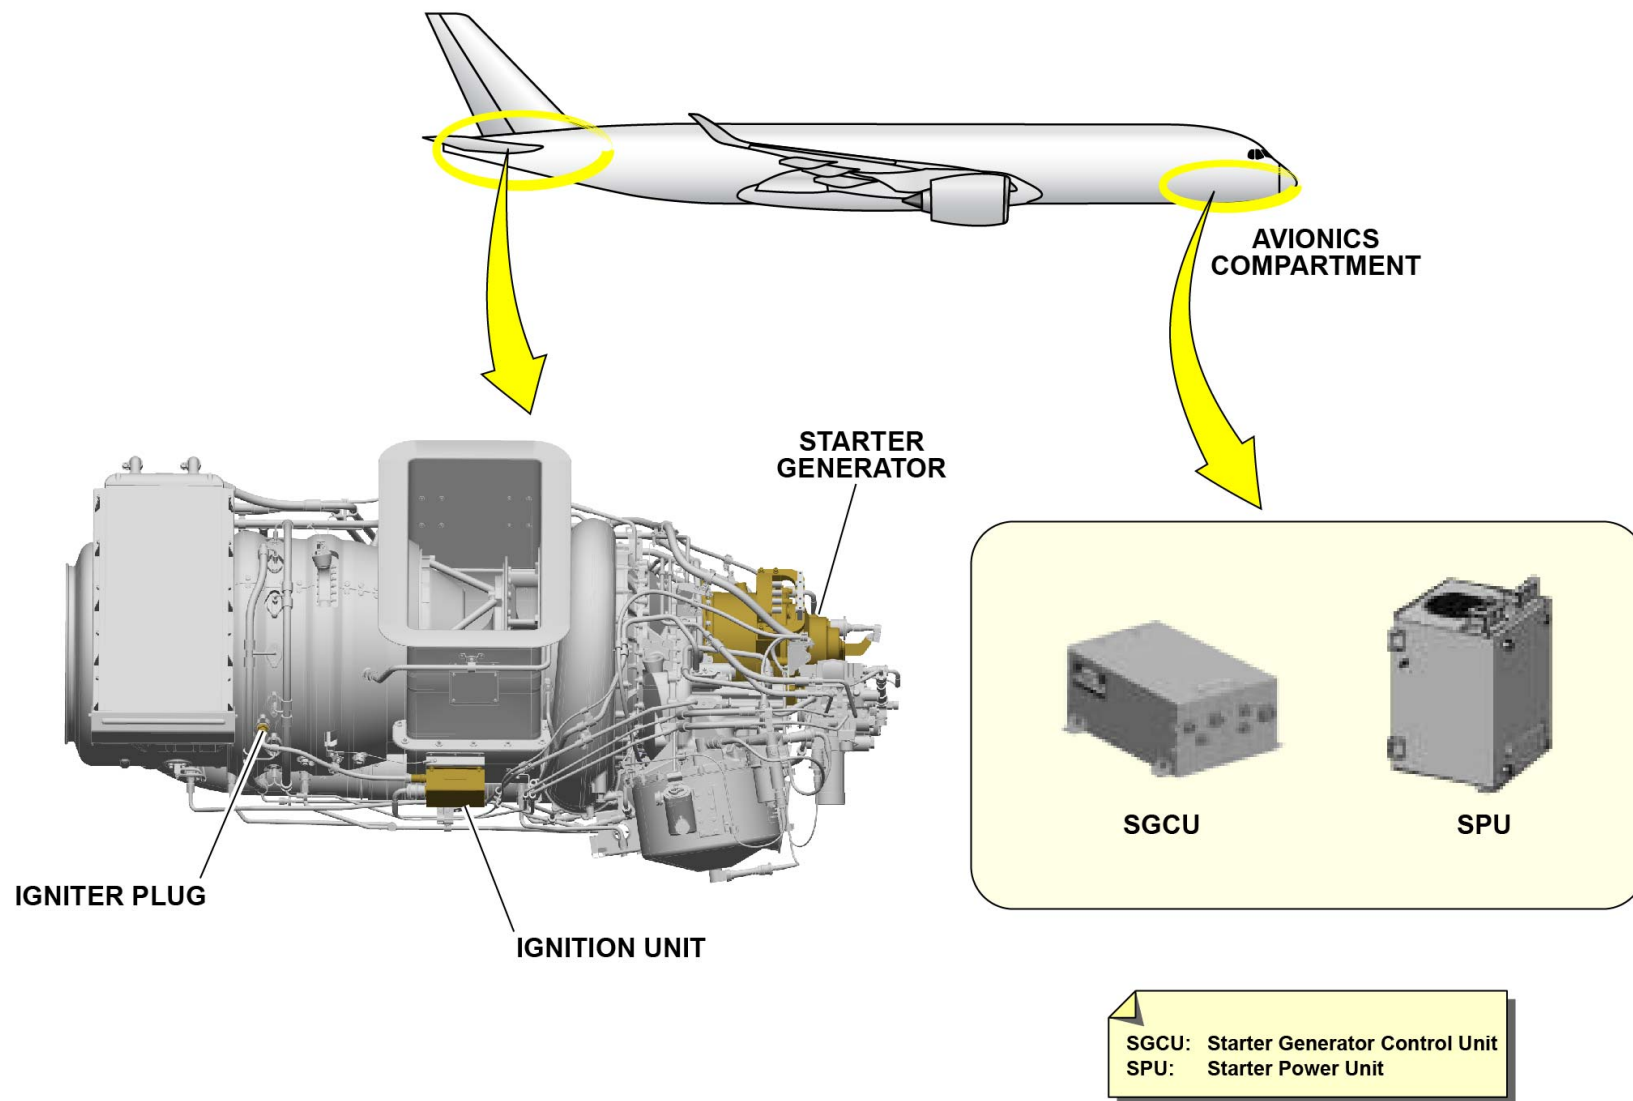 AVIONICS
COMPARTMENT
STARTER
GENERATOR
SGCU
SPU
IGNITER PLUG
IGNITION UNIT
SGCU: Starter Generator Control Unit
SPU: Starter Power Unit